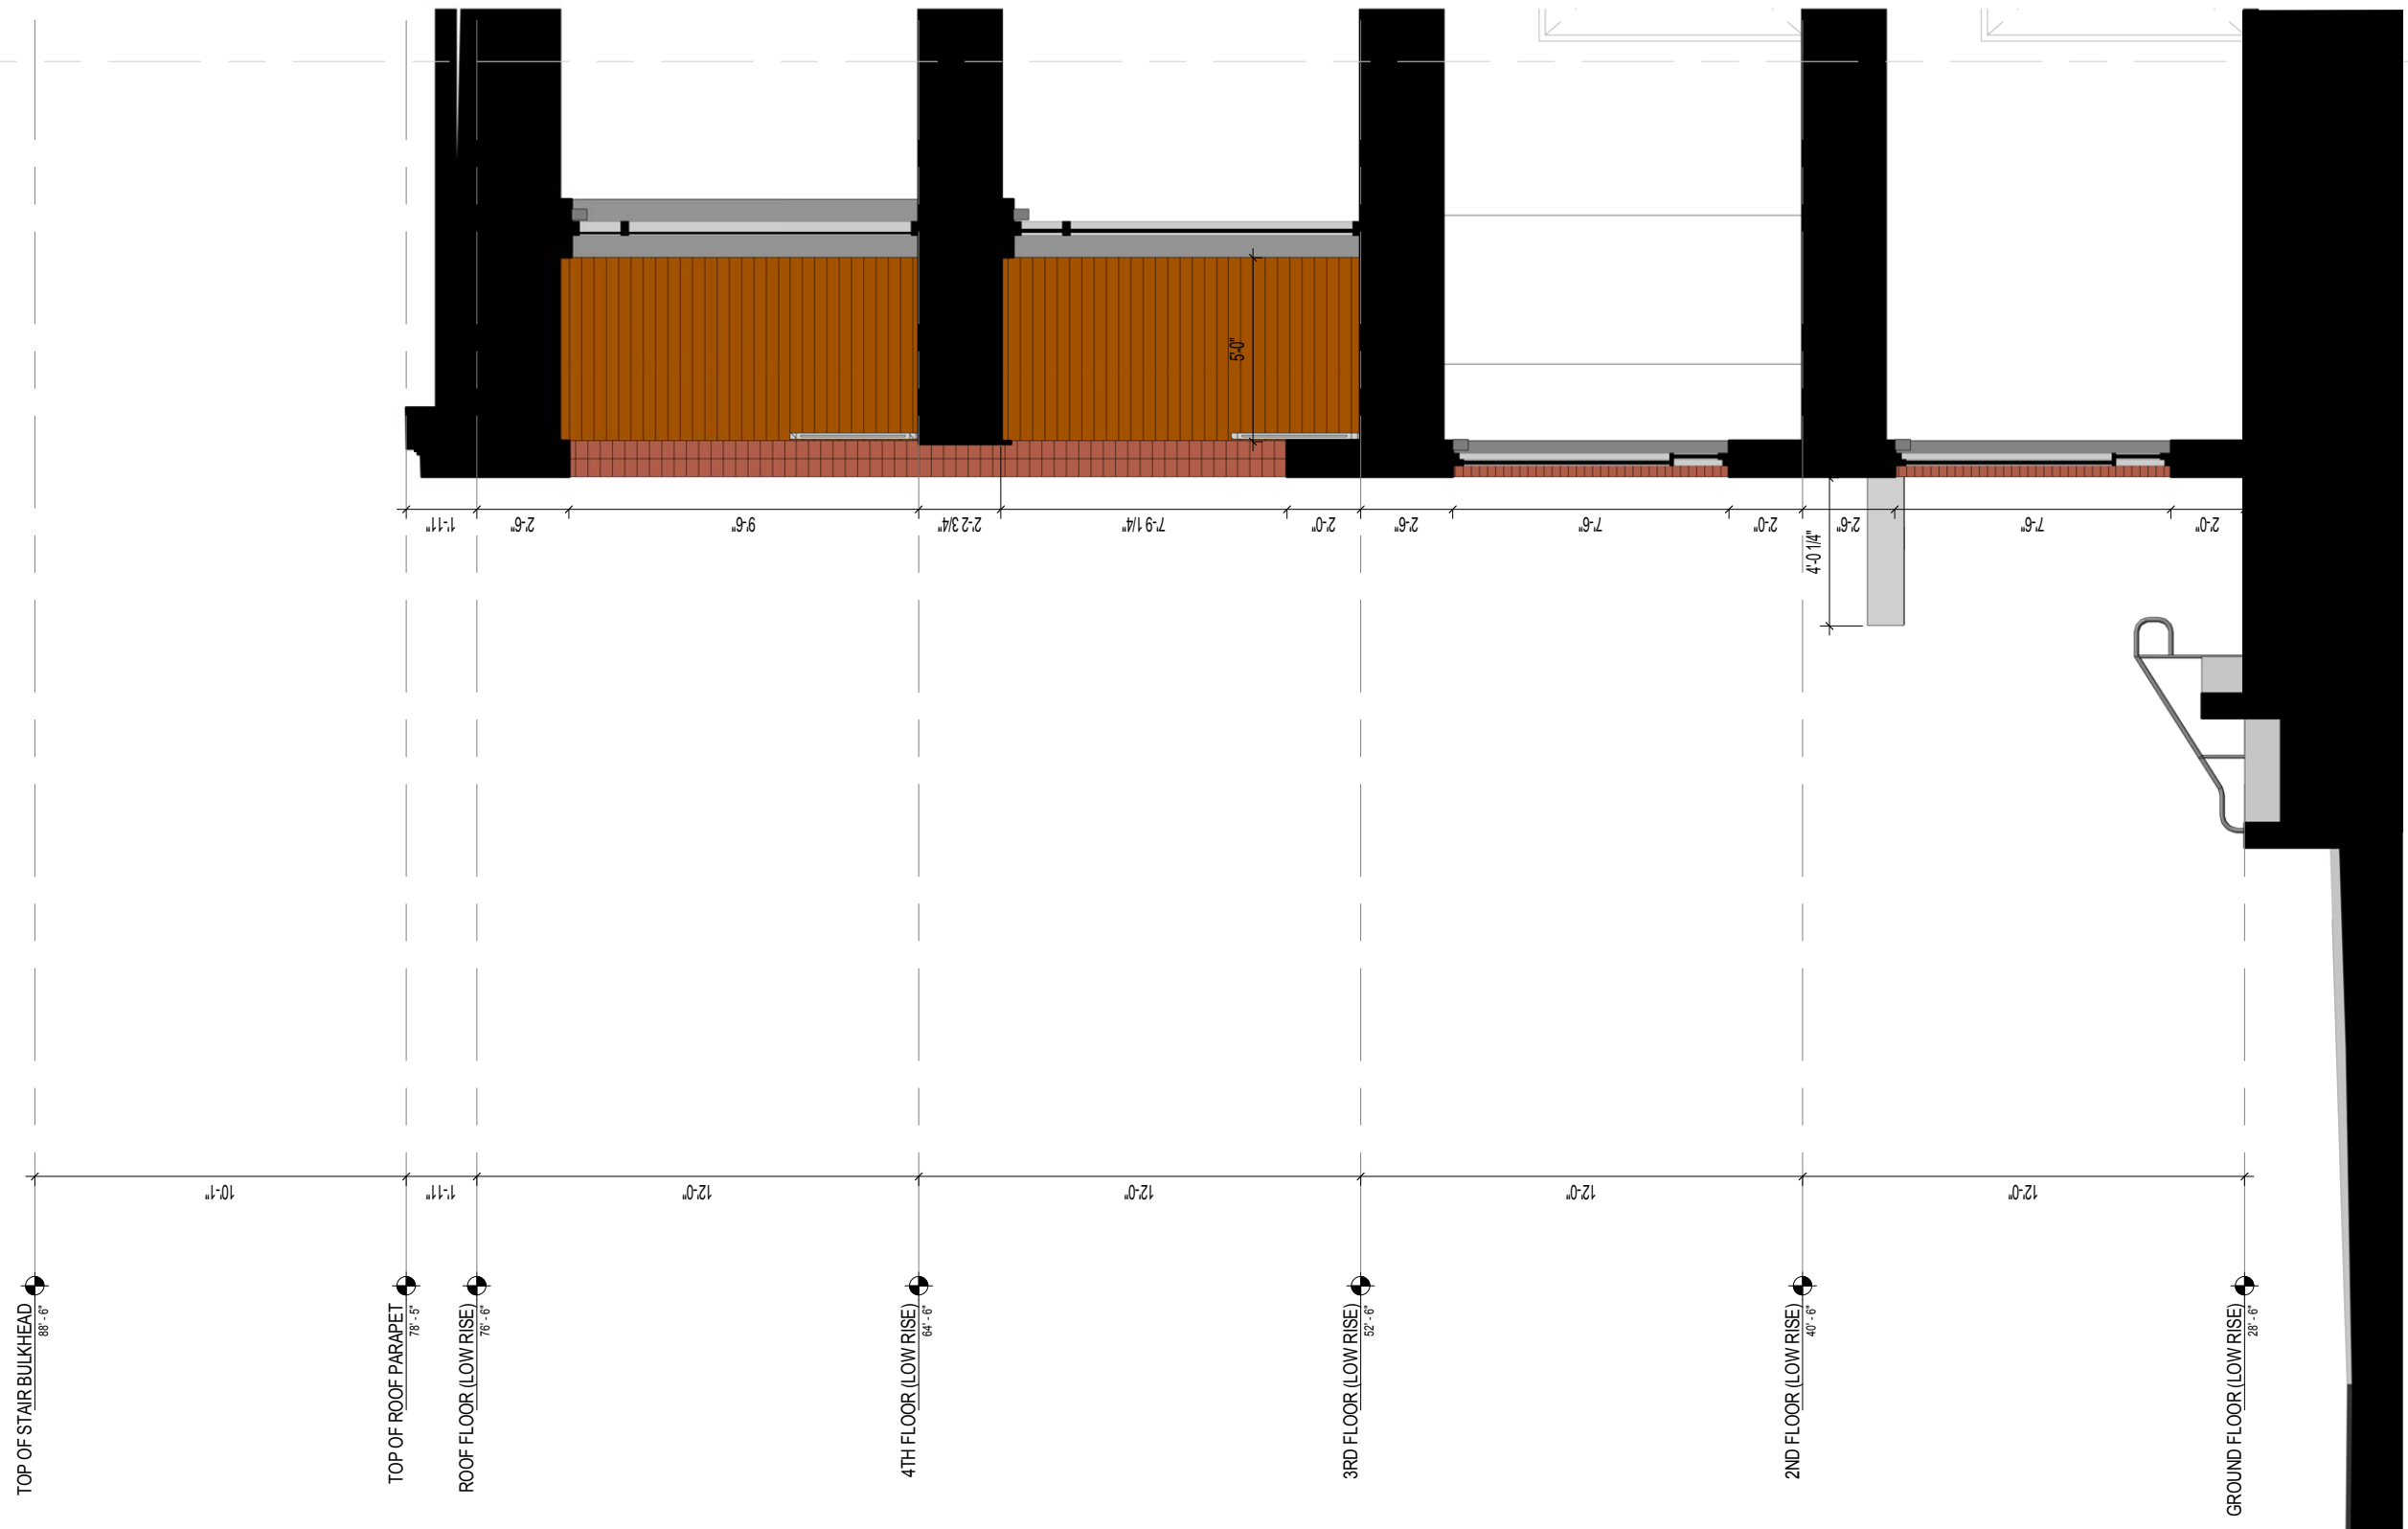 TOP OF STAIR BULKHEAD
88' - 6"
TOP OF ROOF PARAPET
78' - 5"
ROOF FLOOR (LOW RISE)
76' - 6"
4TH FLOOR (LOW RISE)
64' - 6"
3RD FLOOR (LOW RISE)
52' - 6"
2ND FLOOR (LOW RISE)
40' - 6"
GROUND FLOOR (LOW RISE)
28' - 6"
10'-1"
1'-11"
12'-0"
12'-0"
12'-0"
12'-0"
1'-11"
2'-6"
9'-6"
2'-2 3/4"
7'-9 1/4"
2'-0"
2'-6"
7'-6"
2'-0"
2'-6"
7'-6"
2'-0"
5'-0"
4'-0 1/4"